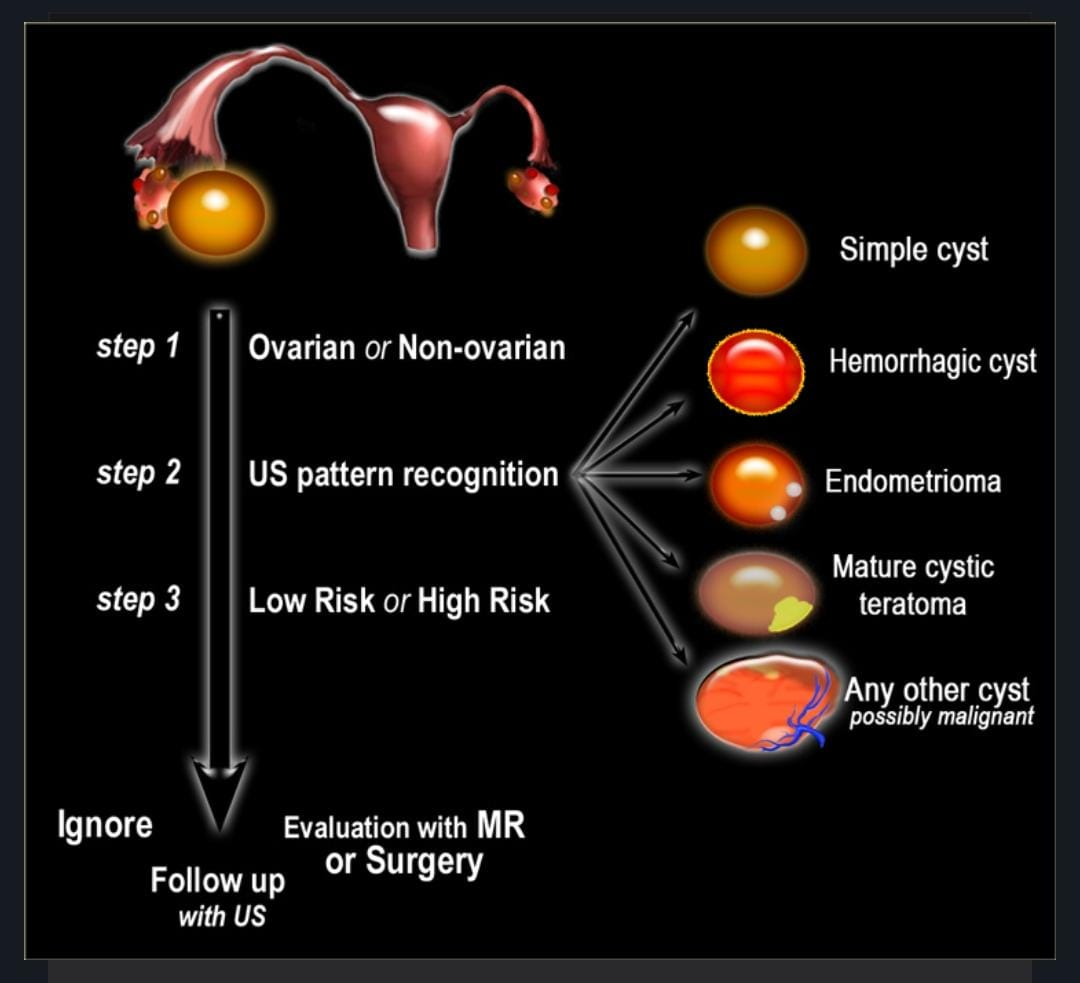 Simple cyst
step 1 Ovarian or Non-ovarian
Hemorrhagic cyst
step 2 US pattern recognition
Endometrioma
Mature cystic
teratoma
step 3 Low Risk or High Risk
Any other cyst
possibly malignant
Ignore
Evaluation with MR
or Surgery
Follow up
with US